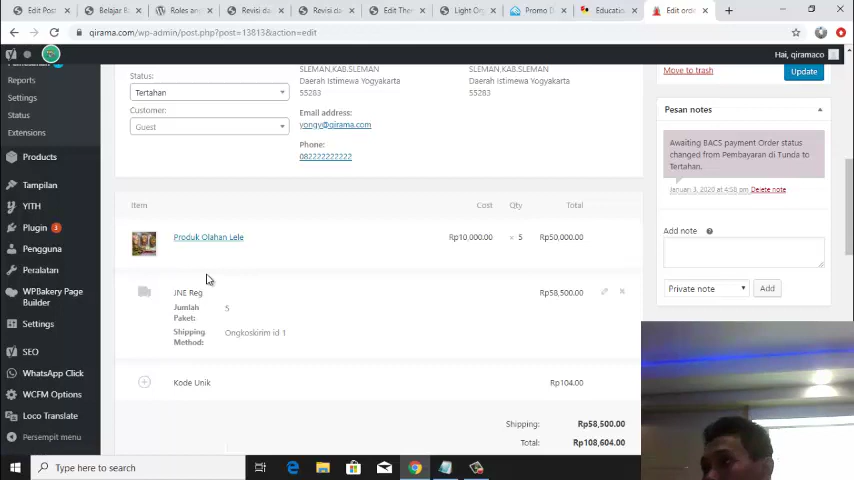 Edit Pos
Belajar B
Roles an
Revisi da
Revisi da
Edit The
Light Or
Promo D
Educatio
Edit orde
qirama.com/wp-admin/post.php?post=13813&action=edit
Hai, qiramaco
Reports
Settings
Status
Extensions
Products
Tampilan
YITH
Plugin 3
Pengguna
Peralatan
WPBakery Page
Builder
Settings
SEO
WhatsApp Click
WCFM Options
Loco Translate
Persempit menu
Status:
Tertahan
Customer:
Guest
SLEMAN,KAB.SLEMAN
Daerah Istimewa Yogyakarta
55283
Email address:
yongy@qirama.com
Phone:
082222222222
SLEMAN,KAB.SLEMAN
Daerah Istimewa Yogyakarta
55283
Item Cost Qty Total
Produk Olahan Lele Rp10,000.00 × 5 Rp50,000.00
JNE Reg Rp58,500.00
Jumlah
Paket: 5
Shipping
Method: Ongkoskirim id 1
Kode Unik Rp104.00
Shipping: Rp58,500.00
Total: Rp108,604.00
Move to trash
Update
Pesan notes
Awaiting BACS payment Order status
changed from Pembayaran di Tunda to
Tertahan.
Januari 3, 2020 at 4:58 pm Delete note
Add note
Private note
Add
Type here to search